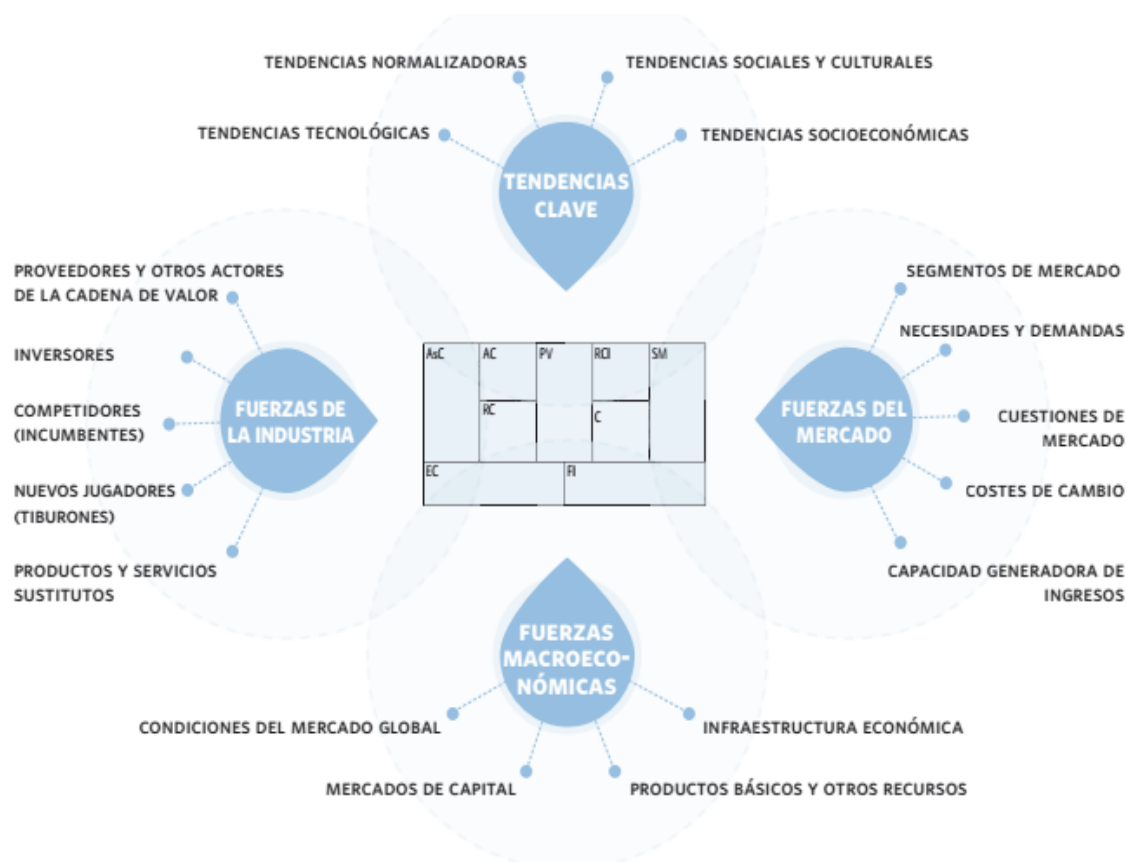 TENDENCIAS NORMALIZADORAS
TENDENCIAS SOCIALES Y CULTURALES
TENDENCIAS TECNOLÓGICAS
TENDENCIAS SOCIOECONÓMICAS
TENDENCIAS
CLAVE
PROVEEDORES Y OTROS ACTORES
DE LA CADENA DE VALOR
INVERSORES
COMPETIDORES
(INCUMBENTES)
NUEVOS JUGADORES
(TIBURONES)
PRODUCTOS Y SERVICIOS
SUSTITUTOS
FUERZAS DE
LA INDUSTRIA
AsC
AC
PV
RCl
SM
RC
C
EC
FI
SEGMENTOS DE MERCADO
NECESIDADES Y DEMANDAS
CUESTIONES DE
MERCADO
COSTES DE CAMBIO
CAPACIDAD GENERADORA DE
INGRESOS
FUERZAS DEL
MERCADO
FUERZAS
MACROECO-
NÓMICAS
CONDICIONES DEL MERCADO GLOBAL
INFRAESTRUCTURA ECONÓMICA
MERCADOS DE CAPITAL
PRODUCTOS BÁSICOS Y OTROS RECURSOS